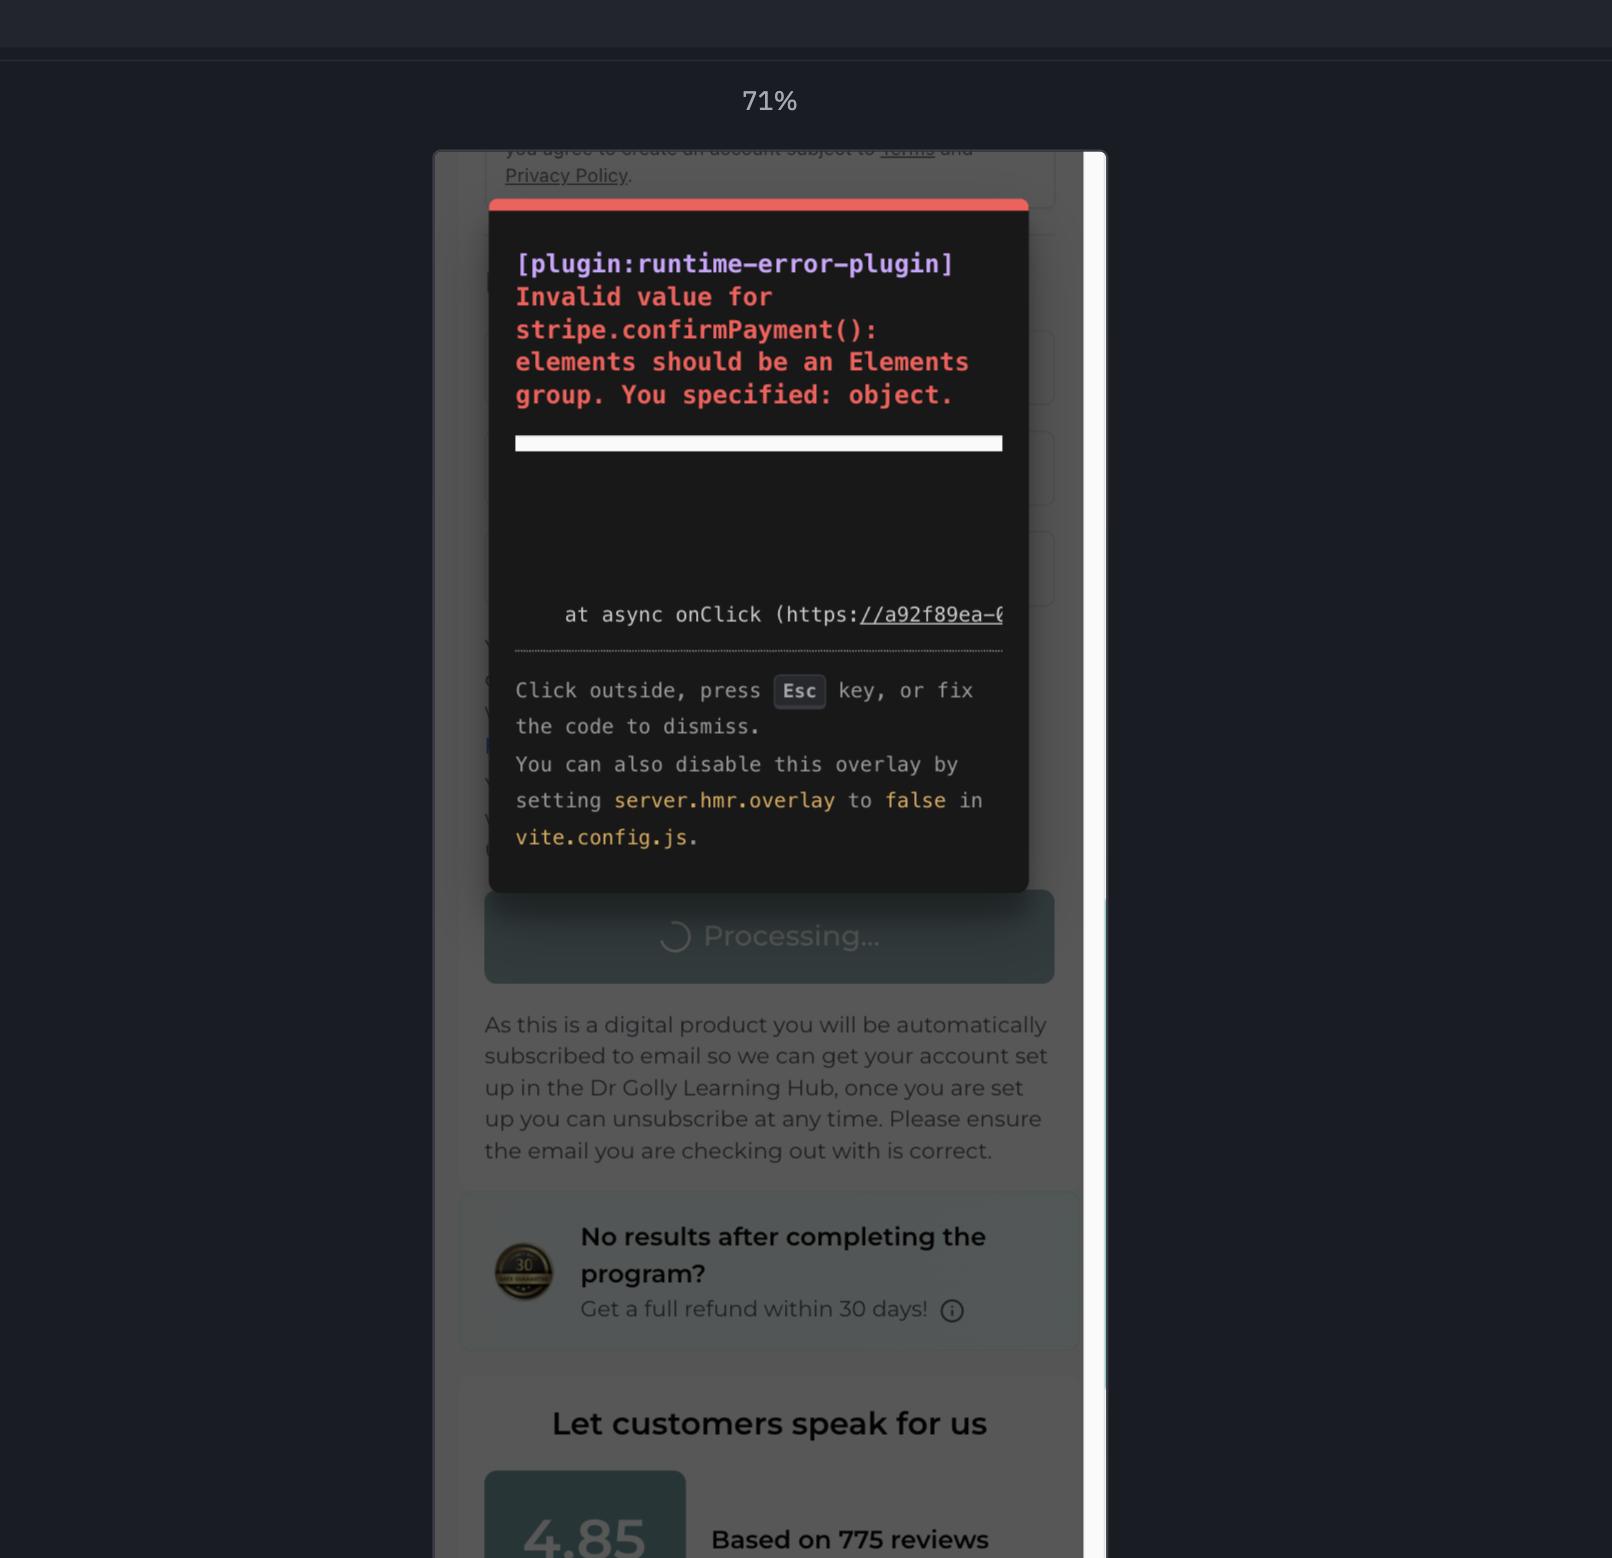 71%
you agree to create an account subject to Terms and
Privacy Policy.
[plugin:runtime-error-plugin]
Invalid value for
stripe.confirmPayment():
elements should be an Elements
group. You specified: object.
at async onClick (https://a92f89ea-0
Click outside, press Esc key, or fix
the code to dismiss.
You can also disable this overlay by
setting server.hmr.overlay to false in
vite.config.js.
Processing...
As this is a digital product you will be automatically
subscribed to email so we can get your account set
up in the Dr Golly Learning Hub, once you are set
up you can unsubscribe at any time. Please ensure
the email you are checking out with is correct.
30
No results after completing the
program?
Get a full refund within 30 days!
Let customers speak for us
4.85
Based on 775 reviews